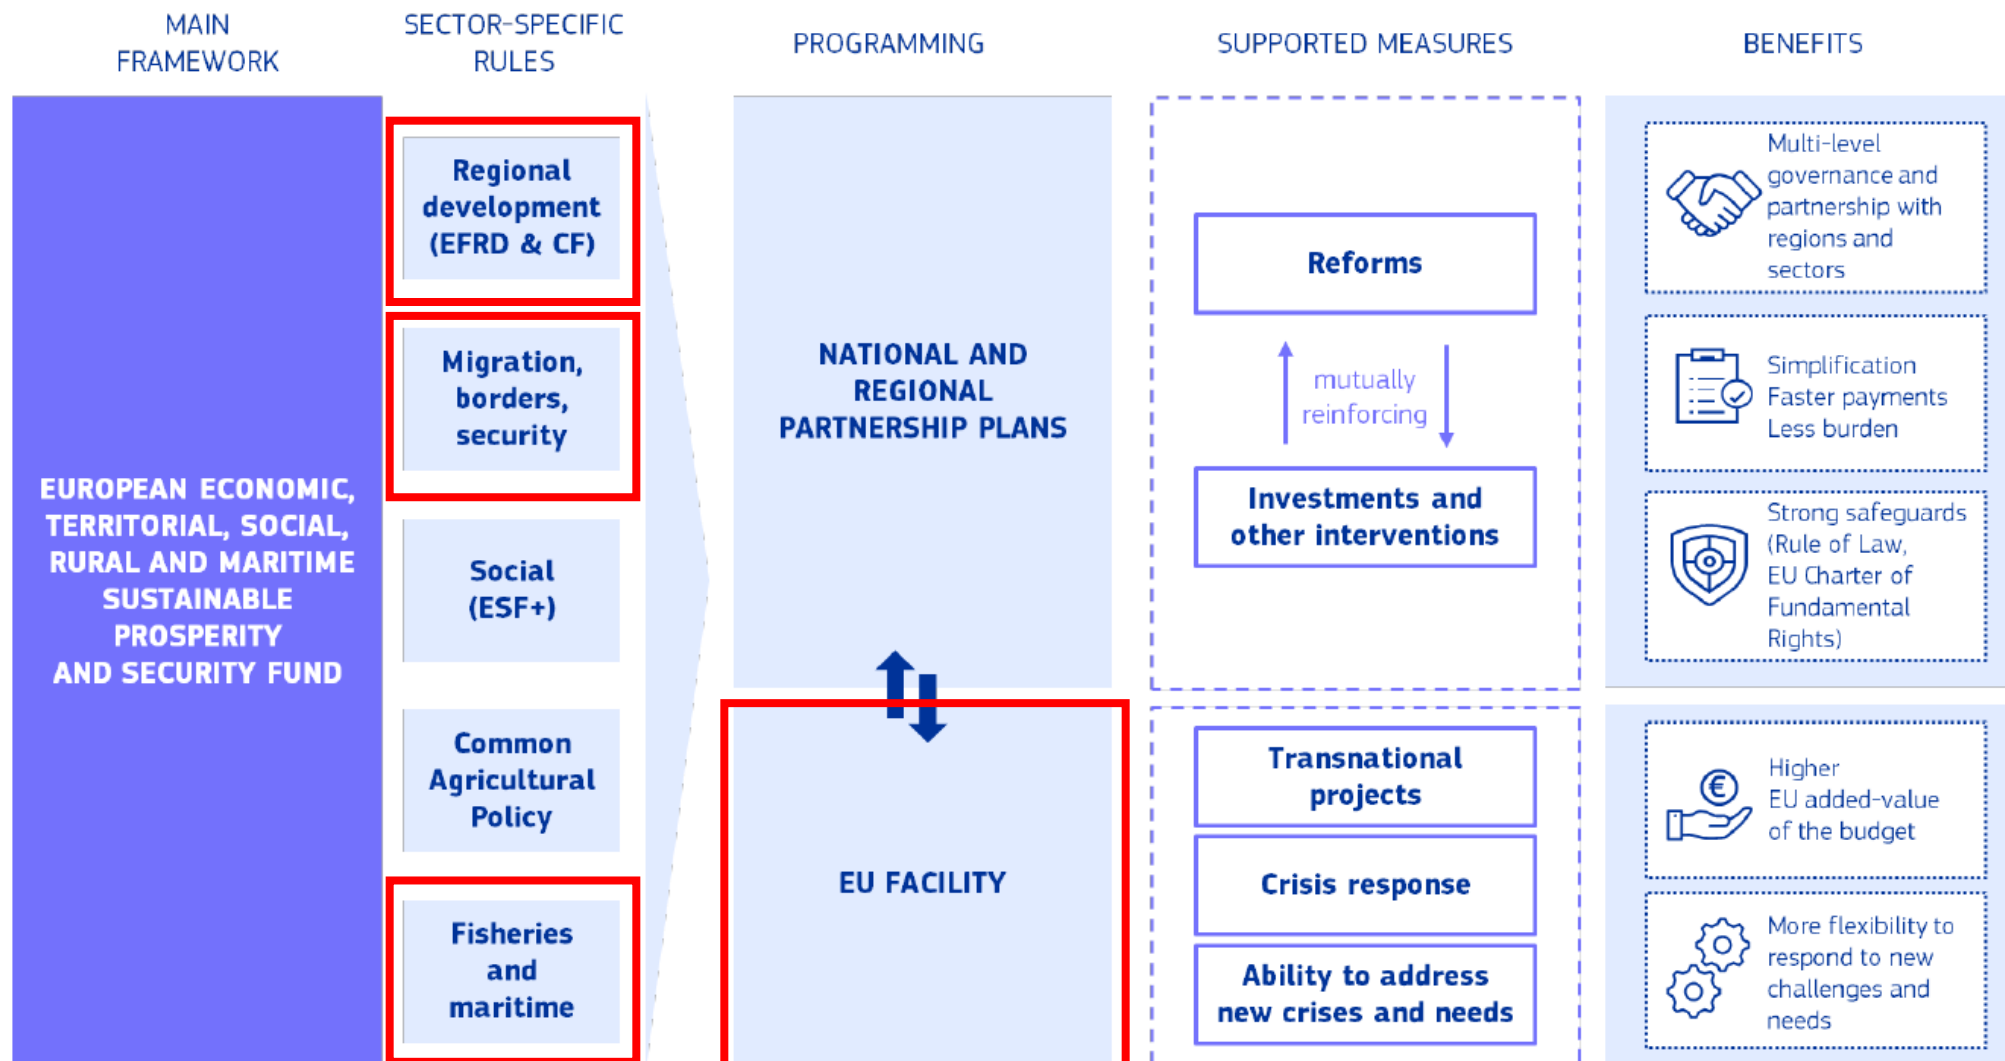 MAIN
FRAMEWORK
SECTOR-SPECIFIC
RULES
PROGRAMMING
SUPPORTED MEASURES
BENEFITS
EUROPEAN ECONOMIC,
TERRITORIAL, SOCIAL,
RURAL AND MARITIME
SUSTAINABLE
PROSPERITY
AND SECURITY FUND
Regional
development
(EFRD & CF)
Migration,
borders,
security
Social
(ESF+)
Common
Agricultural
Policy
Fisheries
and
maritime
NATIONAL AND
REGIONAL
PARTNERSHIP PLANS
EU FACILITY
Reforms
mutually
reinforcing
Investments and
other interventions
Transnational
projects
Crisis response
Ability to address
new crises and needs
Multi-level
governance and
partnership with
regions and
sectors
Simplification
Faster payments
Less burden
Strong safeguards
(Rule of Law,
EU Charter of
Fundamental
Rights)
€
Higher
EU added-value
of the budget
More flexibility to
respond to new
challenges and
needs